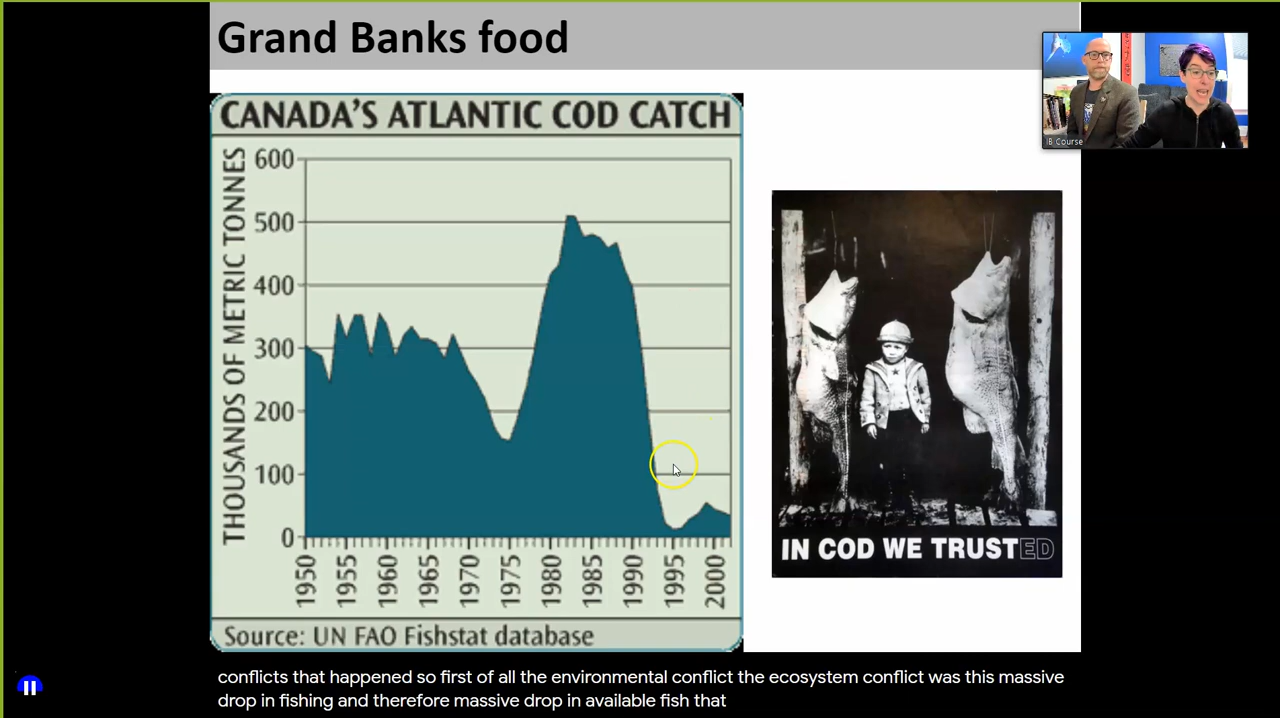 Grand Banks food
IB Course
CANADA'S ATLANTIC COD CATCH
THOUSANDS OF METRIC TONNES
600
500
400
300
200
100
0
1950
1955
1960
1965
1970
1975
1980
1985
1990
1995
2000
Source: UN FAO Fishstat database
IN COD WE TRUSTED
conflicts that happened so first of all the environmental conflict the ecosystem conflict was this massive
drop in fishing and therefore massive drop in available fish that